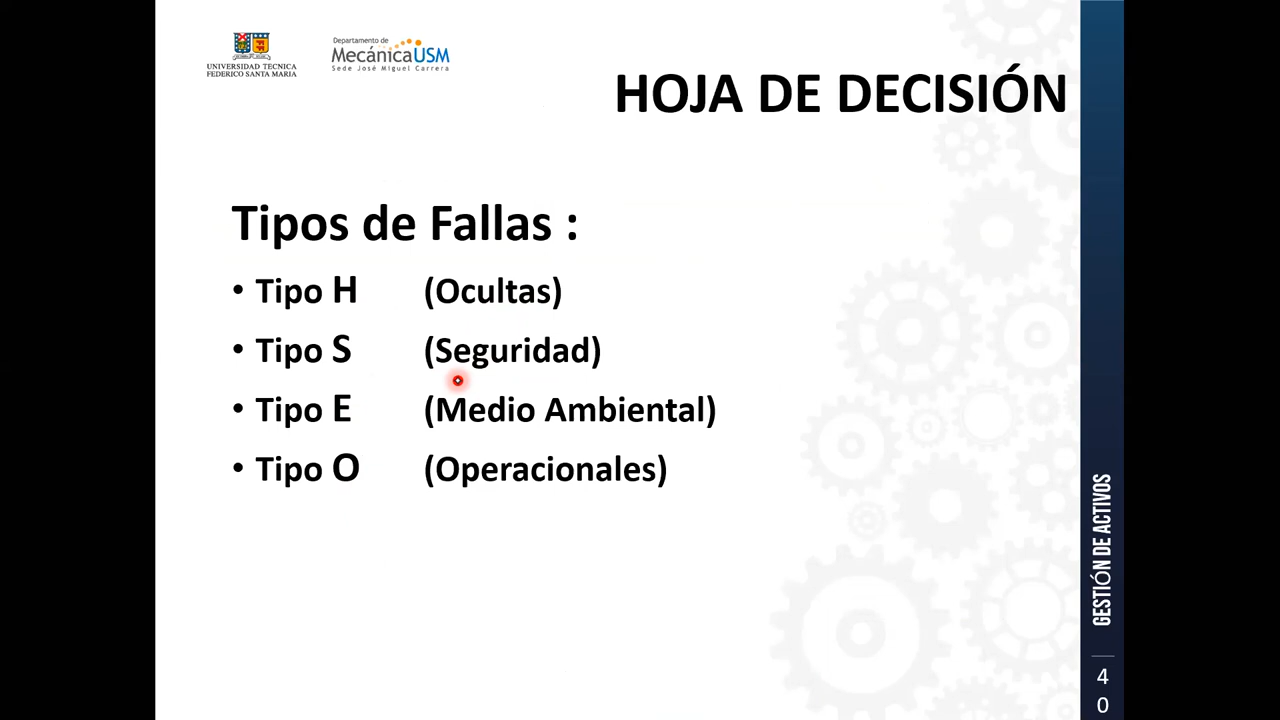 UNIVERSIDAD TECNICA
FEDERICO SANTA MARIA
Departamento de
MecánicaUSM
Sede José Miguel Carrera
HOJA DE DECISIÓN
Tipos de Fallas :
• Tipo H (Ocultas)
• Tipo S (Seguridad)
• Tipo E (Medio Ambiental)
• Tipo O (Operacionales)
GESTIÓN DE ACTIVOS
4
0